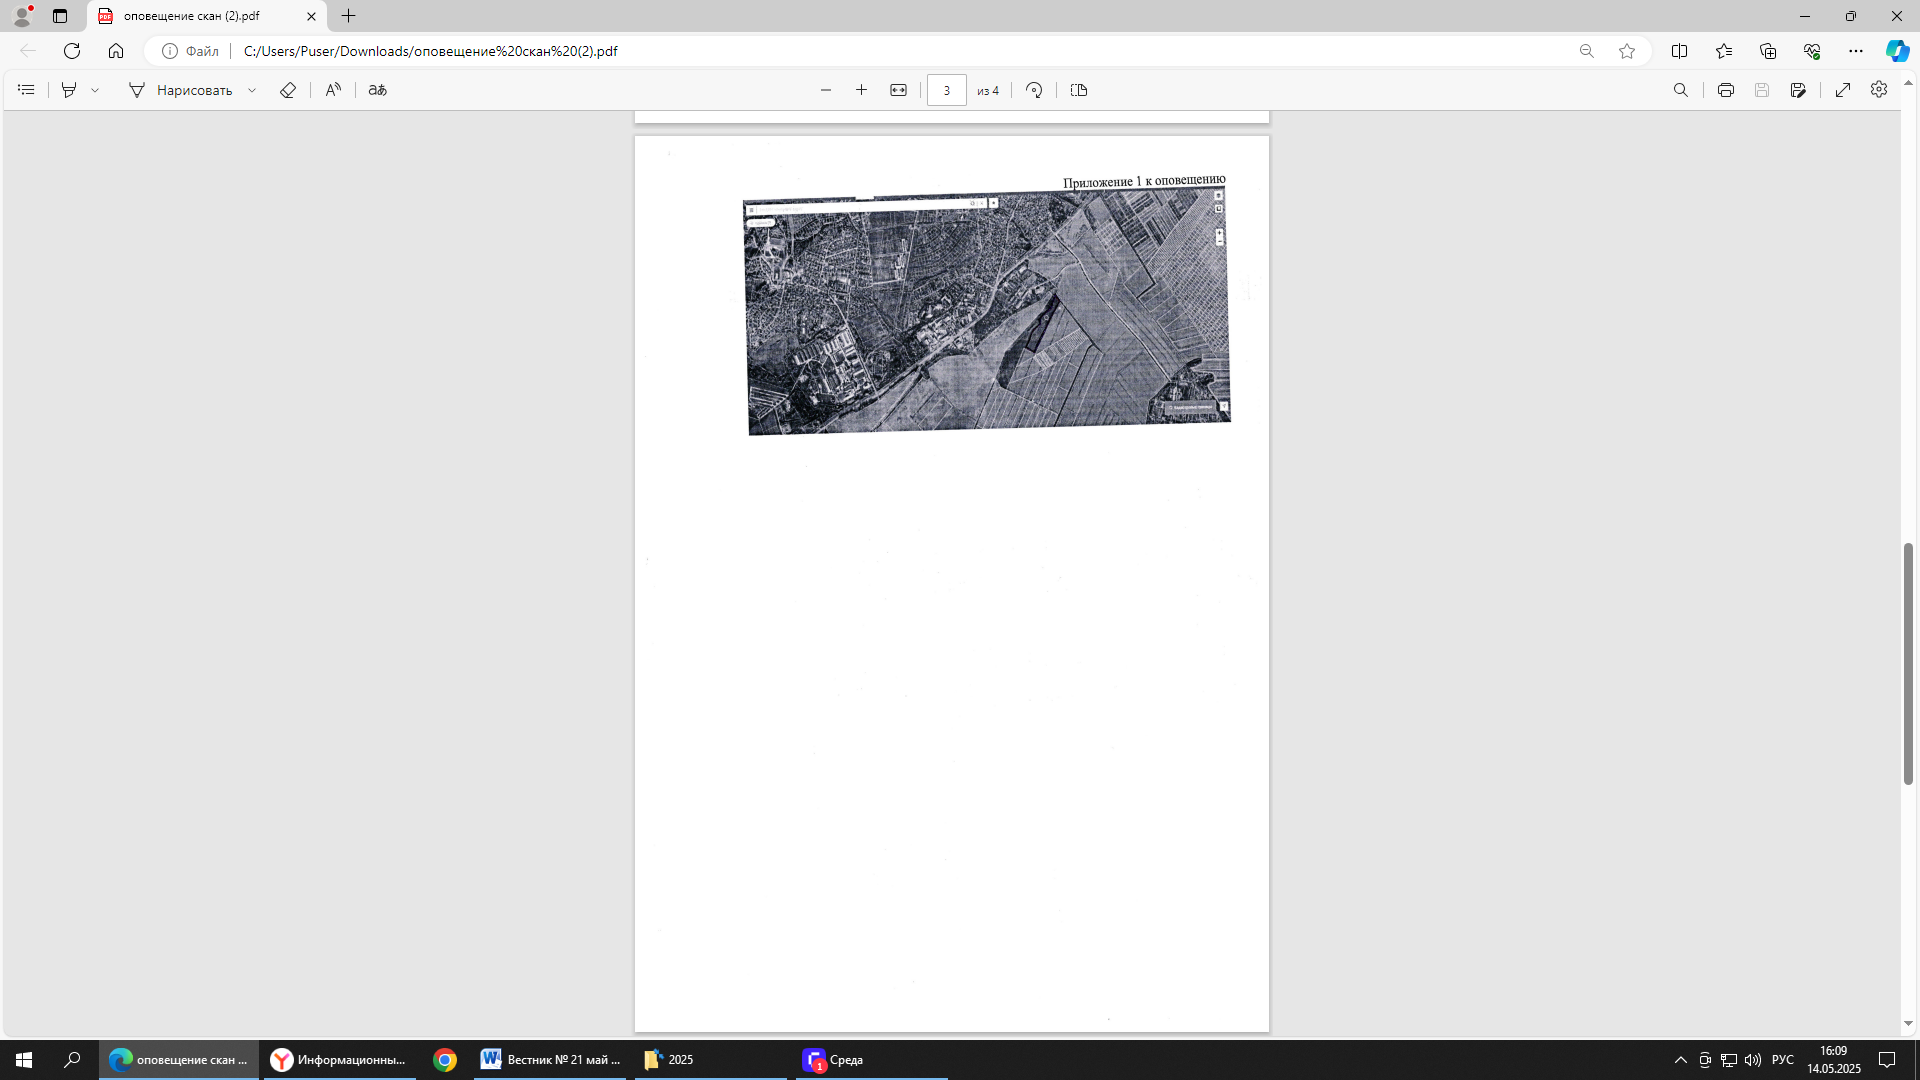 оповещение скан (2).pdf
Файл
C:/Users/Puser/Downloads/оповещение%20скан%20(2).pdf
Нарисовать
3
из 4
Приложение 1 к оповещению
оповещение скан ...
Информационны...
Вестник № 21 май ...
2025
1
Среда
РУС
16:09
14.05.2025